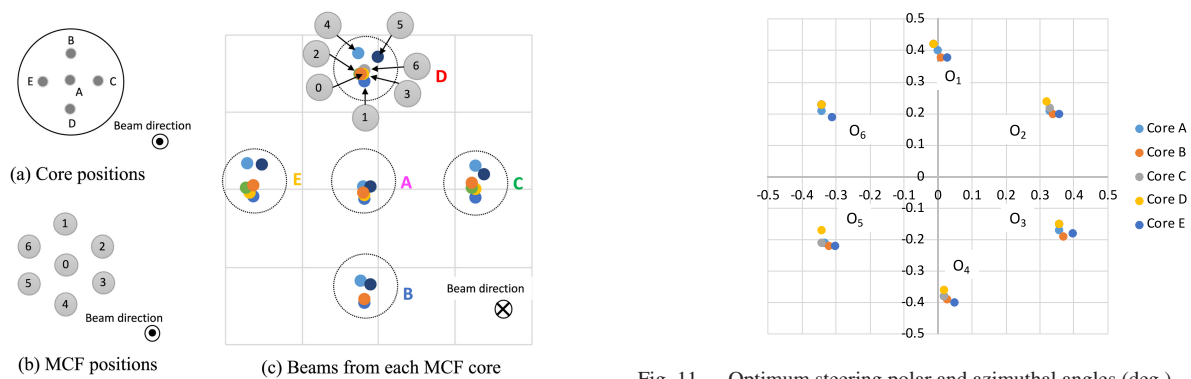 B
E
C
A
D
Beam direction
(a) Core positions
1
6
2
0
5
3
4
Beam direction
(b) MCF positions
4
5
2
6
D
0
3
1
E
A
C
B
Beam direction
(c) Beams from each MCF core
0.5
0.4
0.3
0.2
0.1
0
-0.1
-0.2
-0.3
-0.4
-0.5
-0.5 -0.4 -0.3 -0.2 -0.1 0 0.1 0.2 0.3 0.4 0.5
O1
O6
O2
O5
O3
O4
Core A
Core B
Core C
Core D
Core E
Fig. 11. Optimum steering polar and azimuthal angles (deg.)